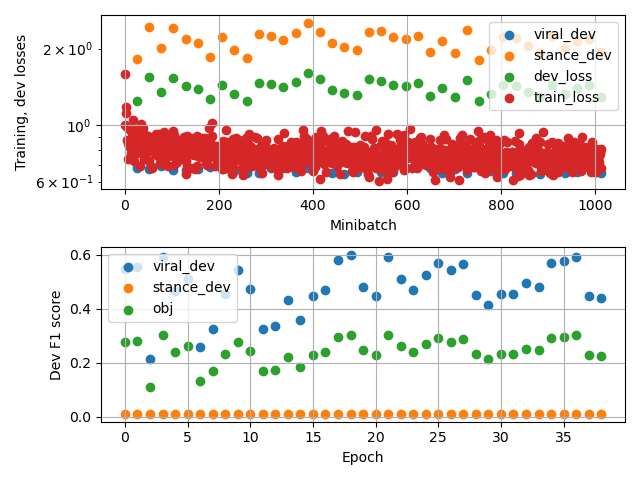 Training, dev losses
2 × 10⁰
10⁰
6 × 10⁻¹
viral_dev
stance_dev
dev_loss
train_loss
0
200
400
600
800
1000
Minibatch
Dev F1 score
0.6
0.4
0.2
0.0
viral_dev
stance_dev
obj
0
5
10
15
20
25
30
35
Epoch